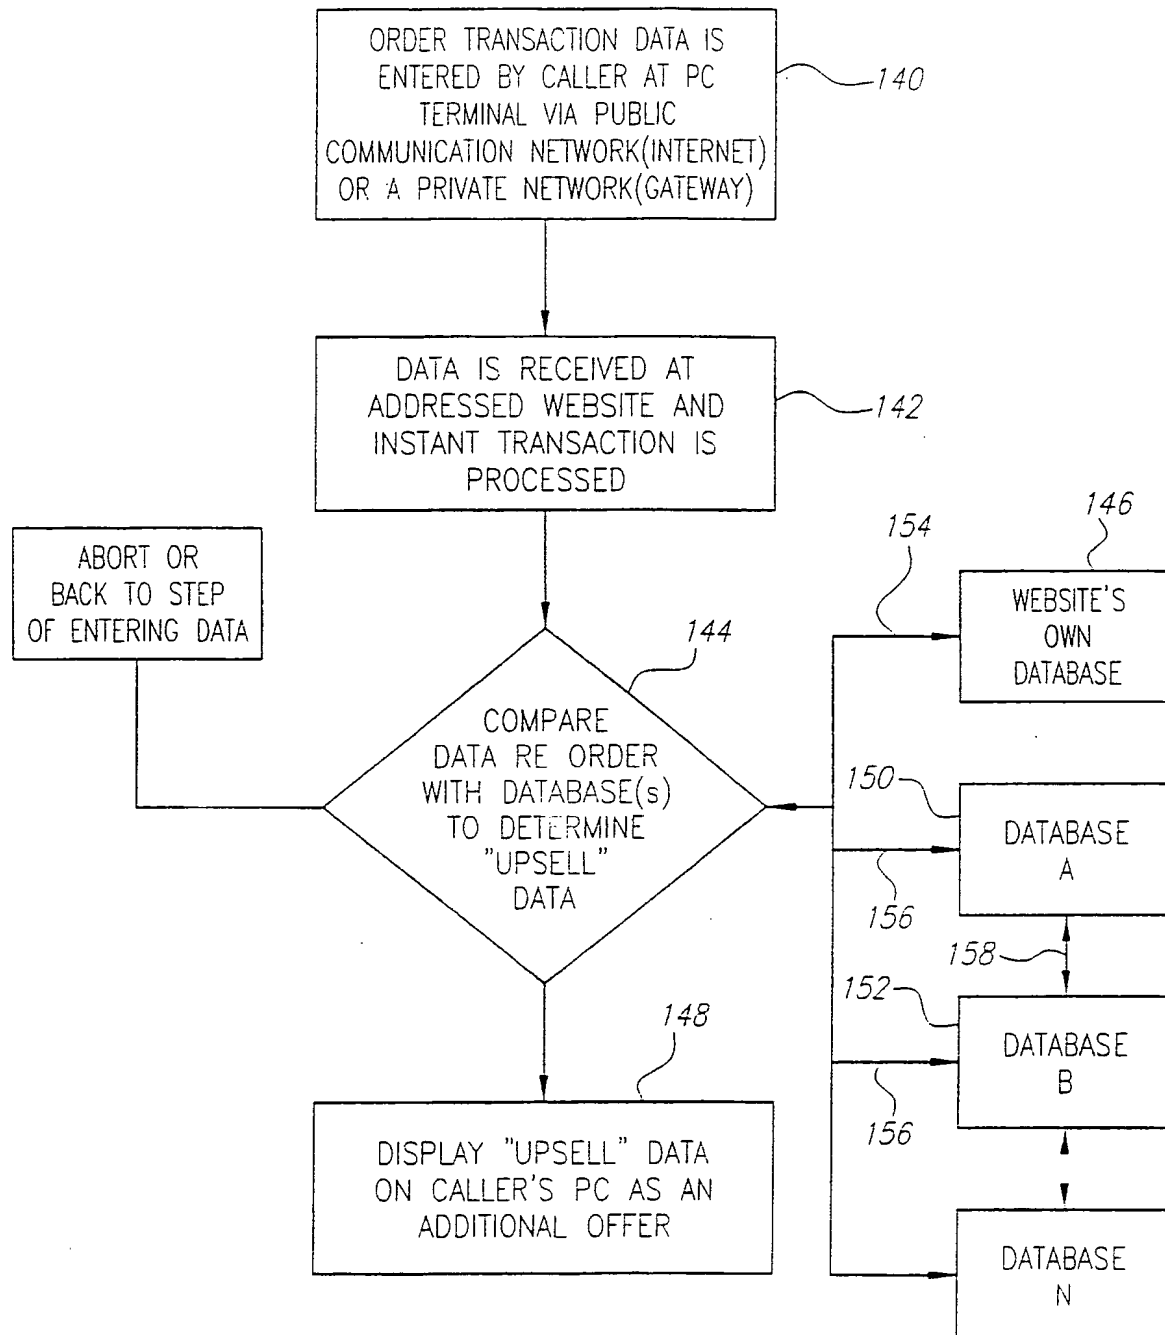 ORDER TRANSACTION DATA IS
ENTERED BY CALLER AT PC
TERMINAL VIA PUBLIC
COMMUNICATION NETWORK(INTERNET)
OR A PRIVATE NETWORK(GATEWAY)
140
DATA IS RECEIVED AT
ADDRESSED WEBSITE AND
INSTANT TRANSACTION IS
PROCESSED
142
ABORT OR
BACK TO STEP
OF ENTERING DATA
144
COMPARE
DATA RE ORDER
WITH DATABASE(s)
TO DETERMINE
"UPSELL"
DATA
154
146
WEBSITE'S
OWN
DATABASE
150
DATABASE
A
156
158
152
DATABASE
B
156
DATABASE
N
148
DISPLAY "UPSELL" DATA
ON CALLER'S PC AS AN
ADDITIONAL OFFER